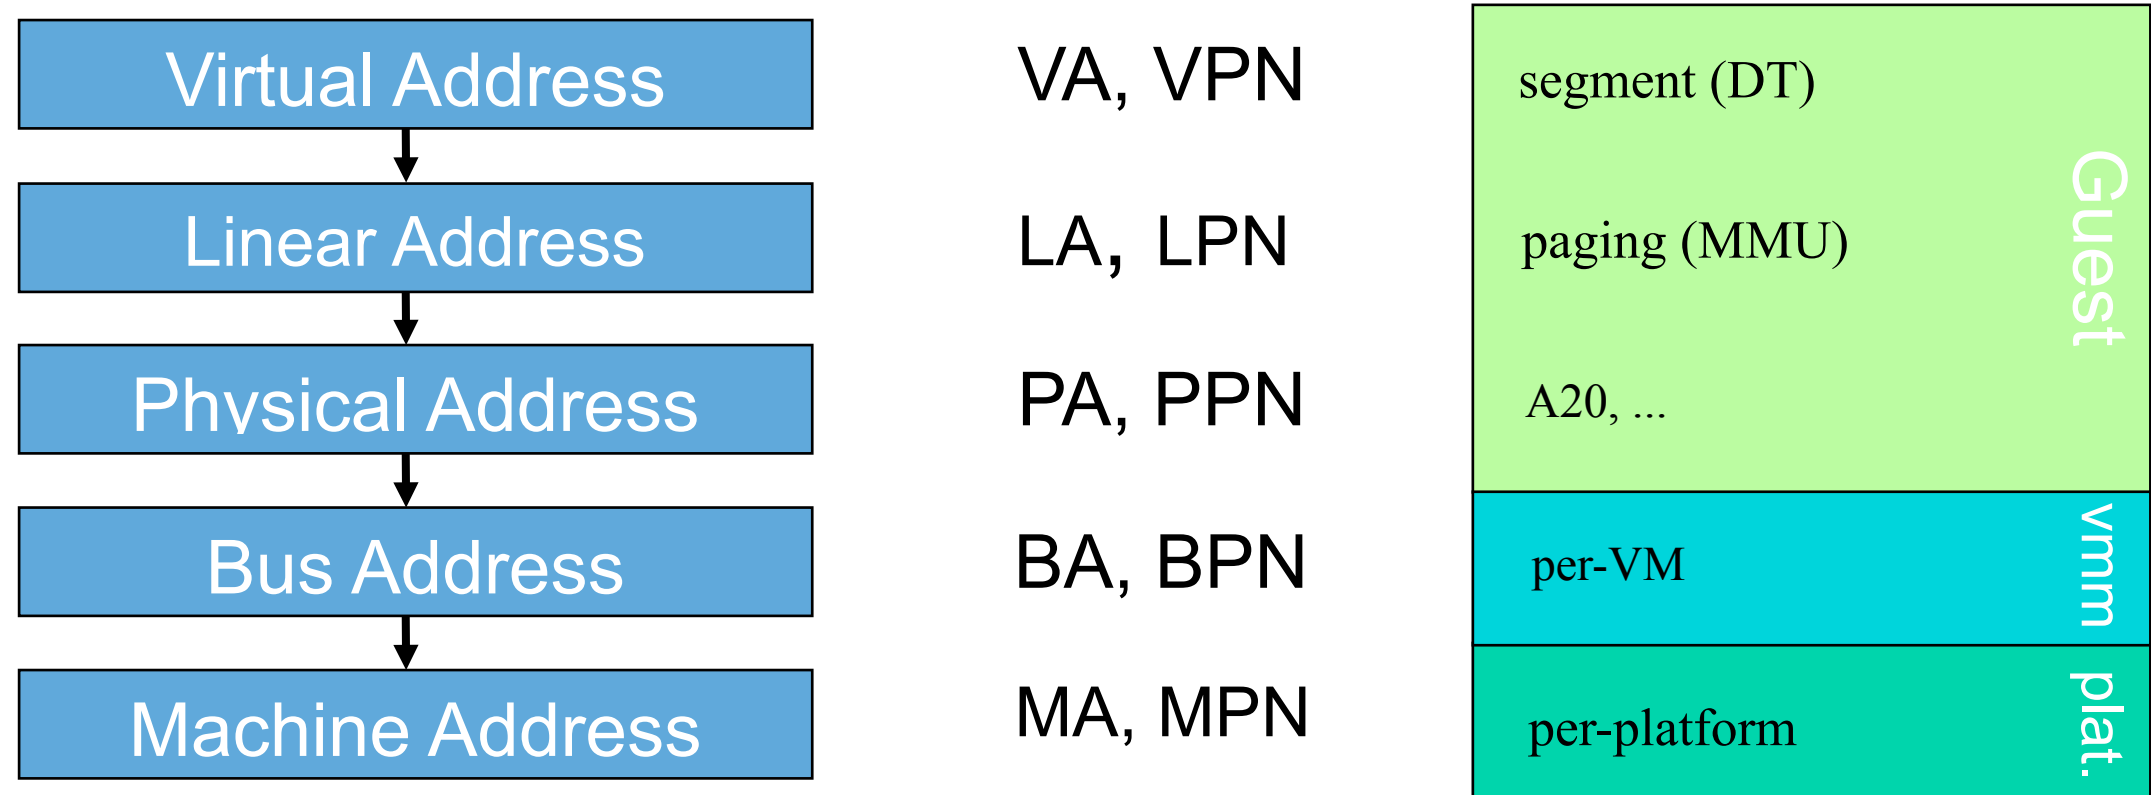 Virtual Address
VA, VPN
segment (DT)
Linear Address
LA, LPN
paging (MMU)
Guest
Physical Address
PA, PPN
A20, ...
Bus Address
BA, BPN
per-VM
vmm
Machine Address
MA, MPN
per-platform
plat.